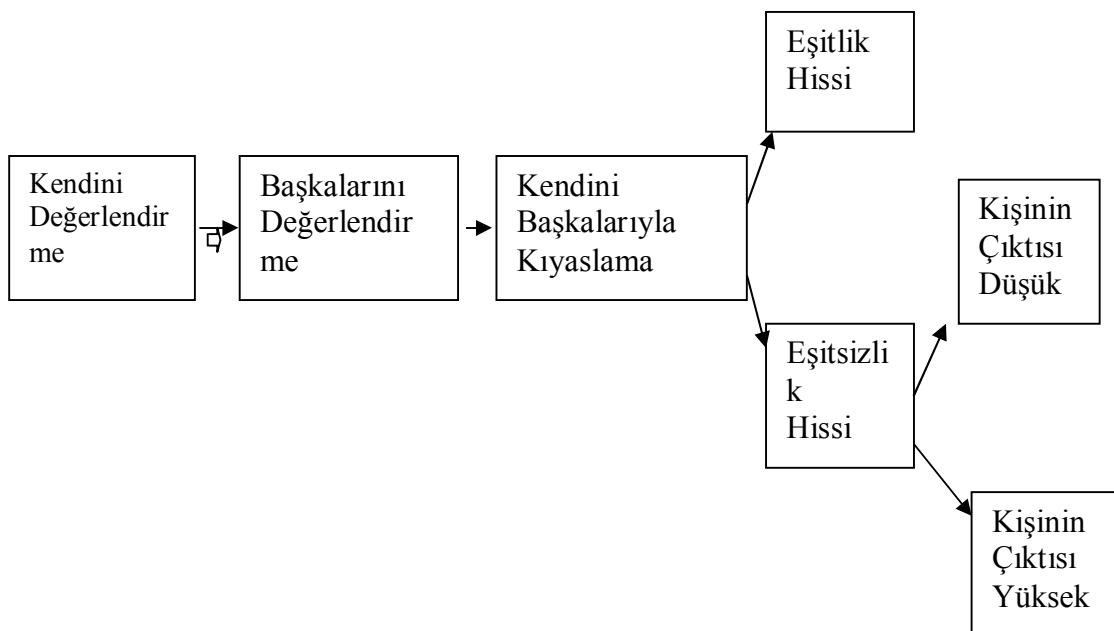 Kendini
Değerlendir
me
Başkalarını
Değerlendir
me
Kendini
Başkalarıyla
Kıyaslama
Eşitlik
Hissi
Eşitsizli
k
Hissi
Kişinin
Çıktısı
Düşük
Kişinin
Çıktısı
Yüksek